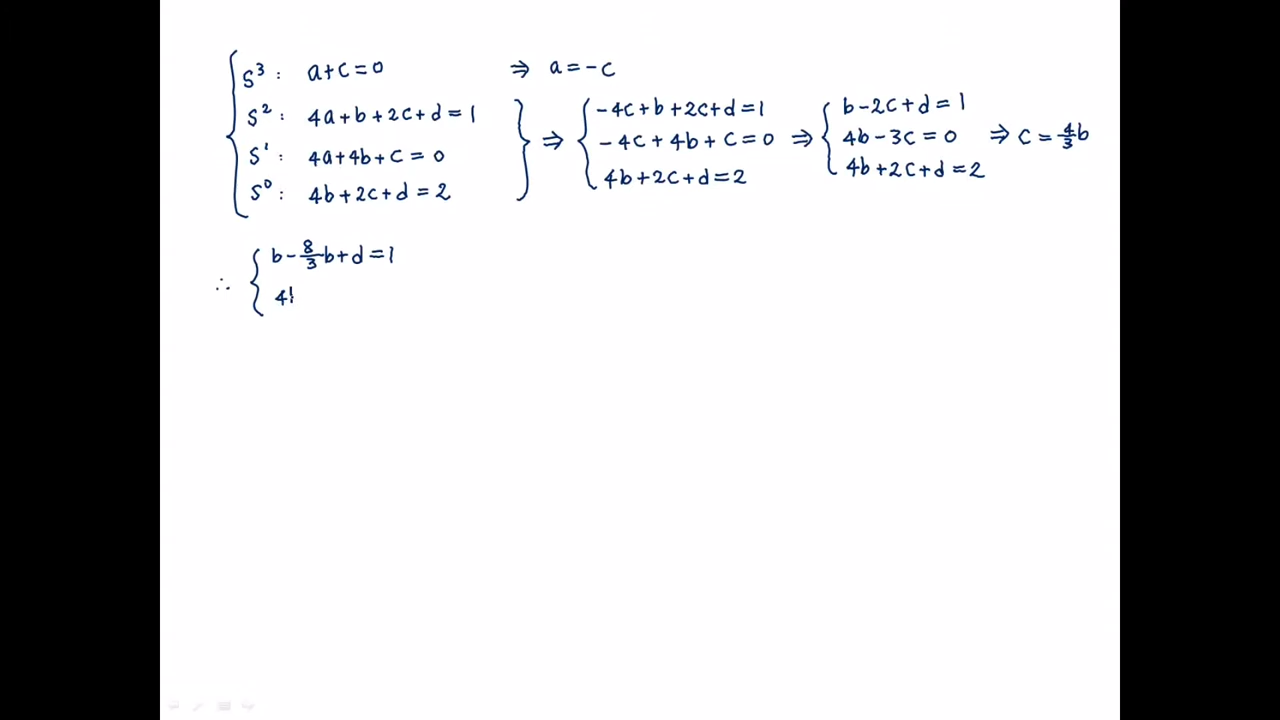 S³ : a+c=0 ⇒ a=-c
S² : 4a+b+2c+d=1 ⇒ -4c+b+2c+d=1 ⇒ b-2c+d=1
S¹ : 4a+4b+c=0 -4c+4b+c=0 4b-3c=0 ⇒ c=4/3b
S⁰ : 4b+2c+d=2 4b+2c+d=2 4b+2c+d=2
∴ b-8/3b+d=1